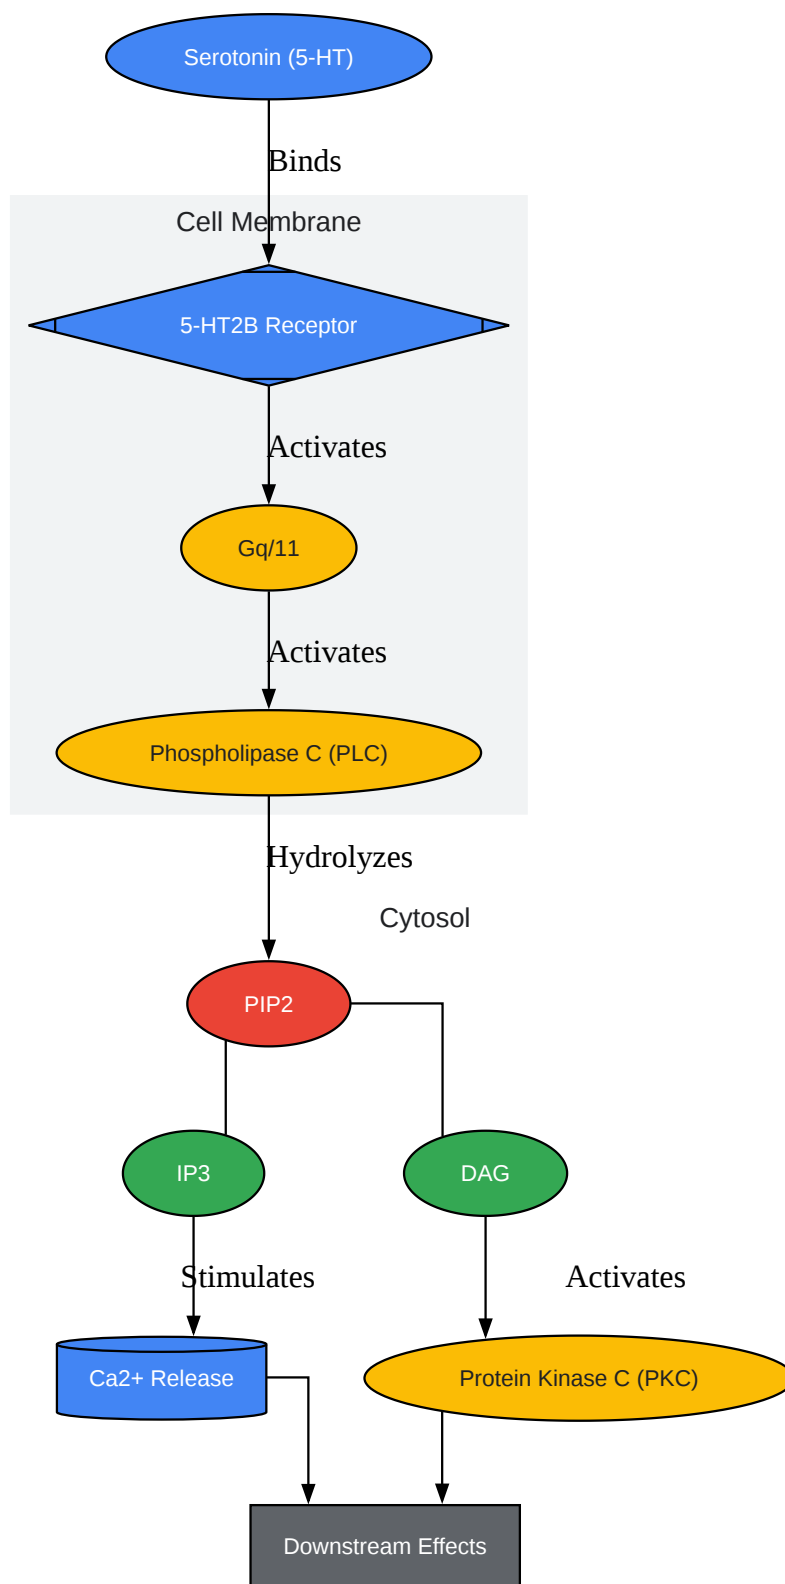 Serotonin (5-HT)
Binds
Cell Membrane
5-HT2B Receptor
Activates
Gq/11
Activates
Phospholipase C (PLC)
Hydrolyzes
Cytosol
PIP2
IP3
DAG
Stimulates
Activates
Ca2+ Release
Protein Kinase C (PKC)
Downstream Effects